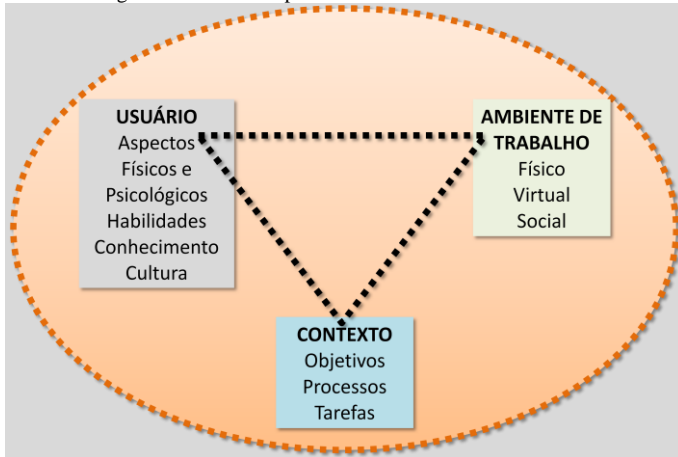 USUÁRIO
Aspectos
Físicos e
Psicológicos
Habilidades
Conhecimento
Cultura
AMBIENTE DE
TRABALHO
Físico
Virtual
Social
CONTEXTO
Objetivos
Processos
Tarefas